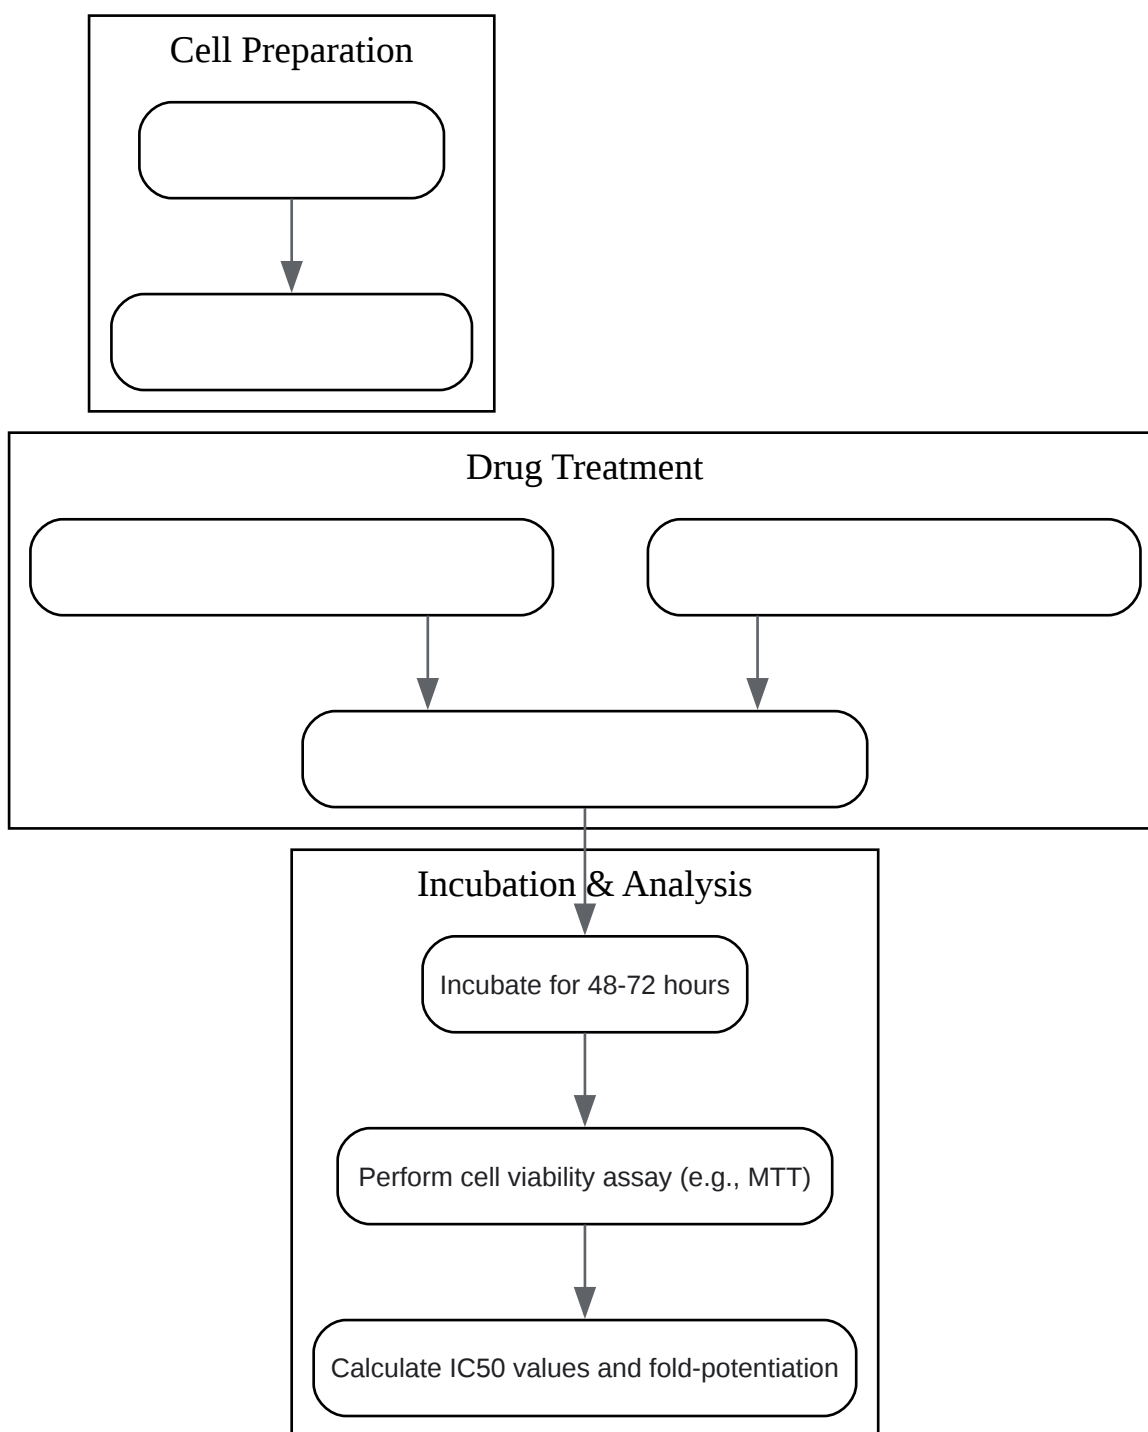 Cell Preparation
Drug Treatment
Incubation & Analysis
Incubate for 48-72 hours
Perform cell viability assay (e.g., MTT)
Calculate IC50 values and fold-potentiation